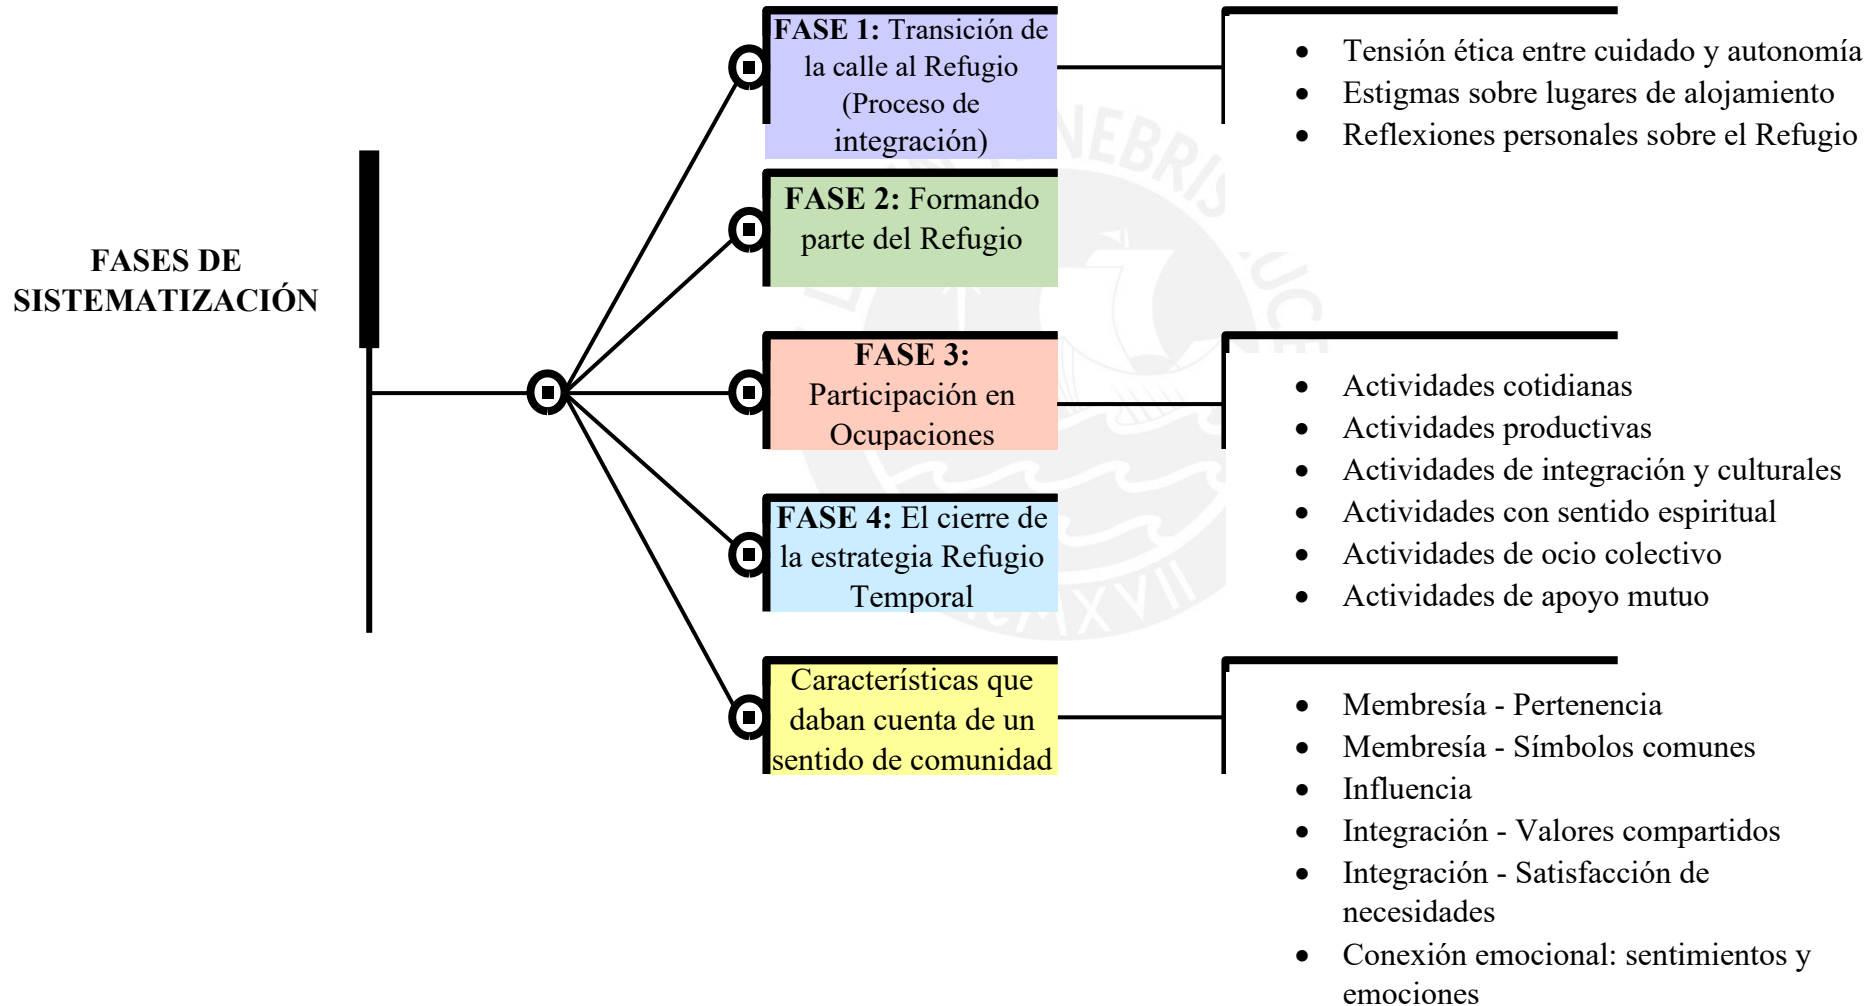 FASES DE
SISTEMATIZACIÓN
FASE 1: Transición de
la calle al Refugio
(Proceso de
integración)
• Tensión ética entre cuidado y autonomía
• Estigmas sobre lugares de alojamiento
• Reflexiones personales sobre el Refugio
FASE 2: Formando
parte del Refugio
FASE 3:
Participación en
Ocupaciones
• Actividades cotidianas
• Actividades productivas
• Actividades de integración y culturales
• Actividades con sentido espiritual
• Actividades de ocio colectivo
• Actividades de apoyo mutuo
FASE 4: El cierre de
la estrategia Refugio
Temporal
Características que
daban cuenta de un
sentido de comunidad
• Membresía - Pertenencia
• Membresía - Símbolos comunes
• Influencia
• Integración - Valores compartidos
• Integración - Satisfacción de
necesidades
• Conexión emocional: sentimientos y
emociones